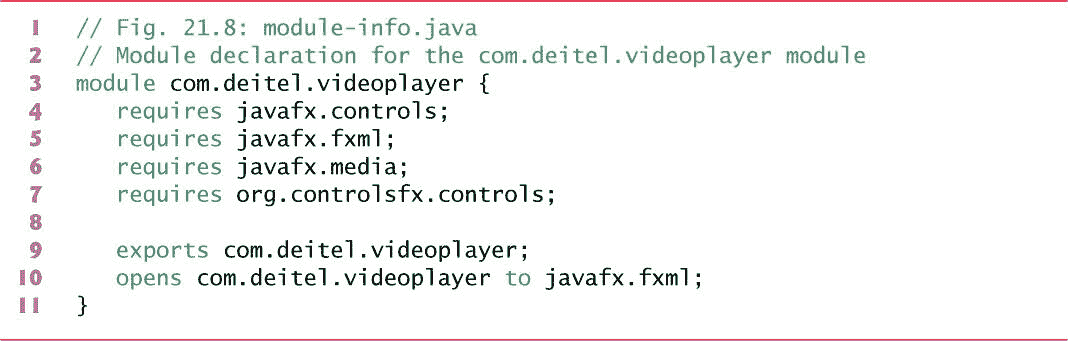 1 // Fig. 21.8: module-info.java
2 // Module declaration for the com.deitel.videoplayer module
3 module com.deitel.videoplayer {
4 requires javafx.controls;
5 requires javafx.fxml;
6 requires javafx.media;
7 requires org.controlsfx.controls;
8
9 exports com.deitel.videoplayer;
10 opens com.deitel.videoplayer to javafx.fxml;
11 }